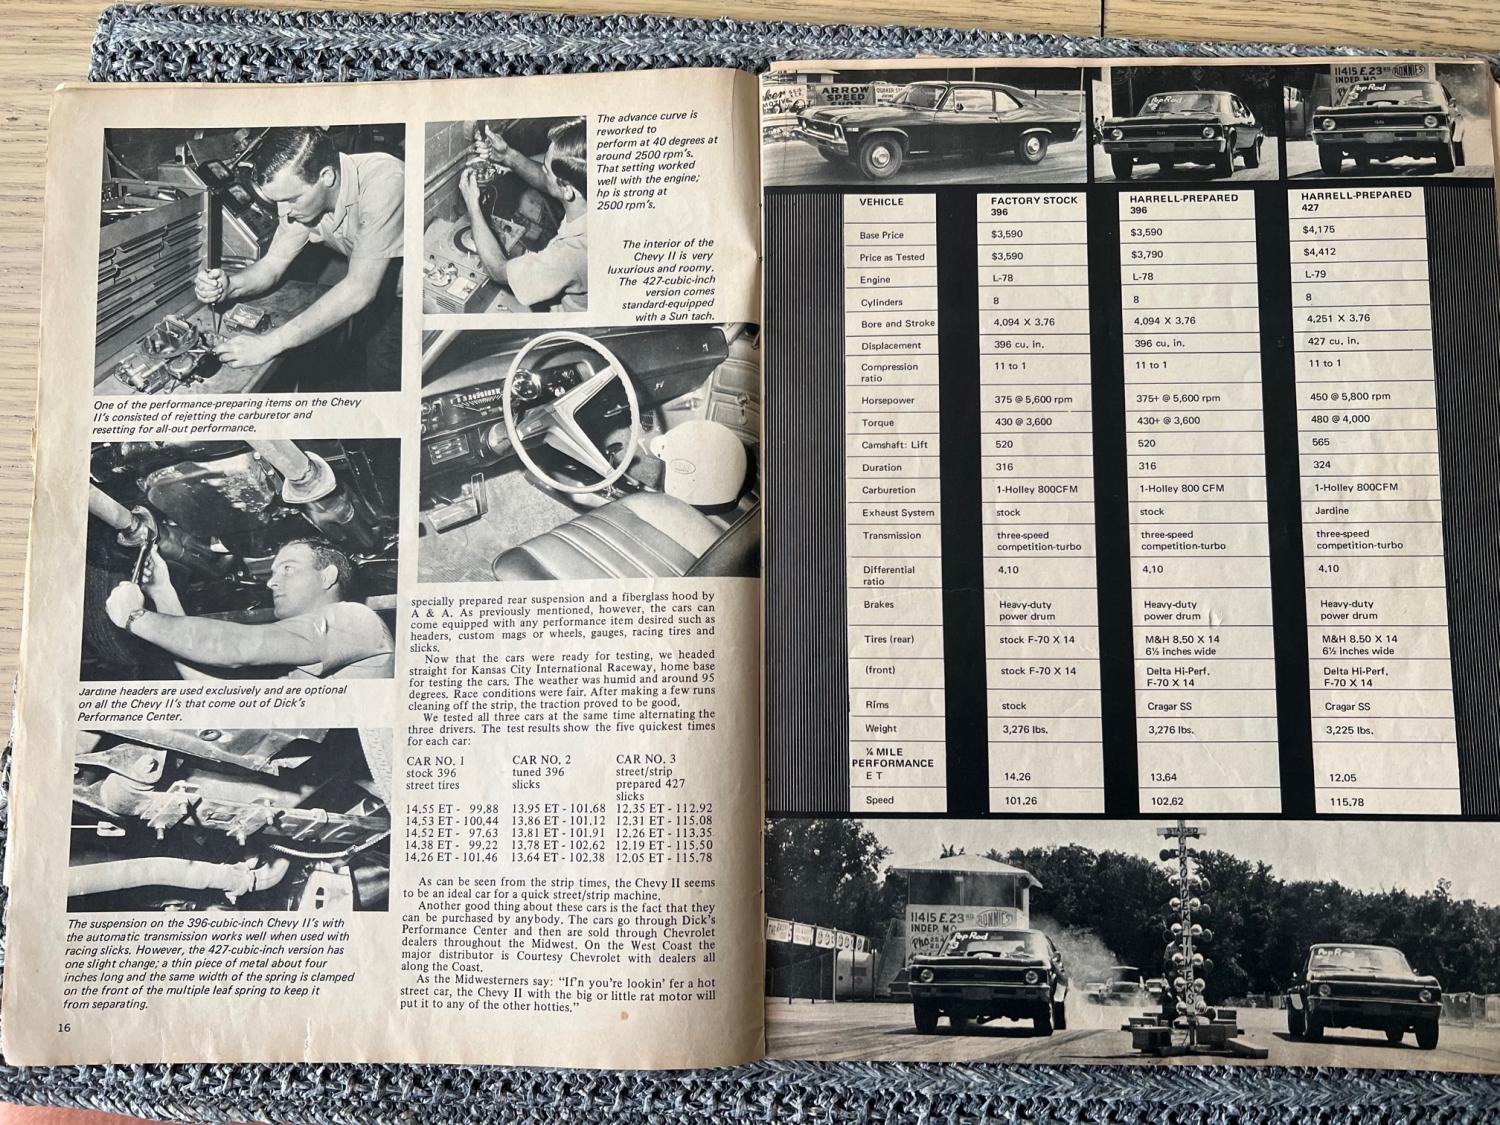 The advance curve is
reworked to
perform at 40 degrees at
around 2500 rpm's.
That setting worked
well with the engine;
hp is strong at
2500 rpm's.
The interior of the
Chevy II is very
luxurious and roomy.
The 427-cubic-inch
version comes
standard-equipped
with a Sun tach.
One of the performance-preparing items on the Chevy
II's consisted of rejetting the carburetor and
resetting for all-out performance.
Jardine headers are used exclusively and are optional
on all the Chevy II's that come out of Dick's
Performance Center.
The suspension on the 396-cubic-inch Chevy II's with
the automatic transmission works well when used with
racing slicks. However, the 427-cubic-inch version has
one slight change; a thin piece of metal about four
inches long and the same width of the spring is clamped
on the front of the multiple leaf spring to keep it
from separating.
16
specially prepared rear suspension and a fiberglass hood by
A & A. As previously mentioned, however, the cars can
come equipped with any performance item desired such as
headers, custom mags or wheels, gauges, racing tires and
slicks.
Now that the cars were ready for testing, we headed
straight for Kansas City International Raceway, home base
for testing the cars. The weather was humid and around 95
degrees. Race conditions were fair. After making a few runs
cleaning off the strip, the traction proved to be good.
We tested all three cars at the same time alternating the
three drivers. The test results show the five quickest times
for each car:
CAR NO. 1 CAR NO. 2 CAR NO. 3
stock 396 tuned 396 street/strip
street tires slicks prepared 427
slicks
14.55 ET - 99.88 13.95 ET - 101.68 12.35 ET - 112.92
14.53 ET - 100.44 13.86 ET - 101.12 12.31 ET - 115.08
14.52 ET - 97.63 13.81 ET - 101.91 12.26 ET - 113.35
14.38 ET - 99.22 13.78 ET - 102.62 12.19 ET - 115.50
14.26 ET - 101.46 13.64 ET - 102.38 12.05 ET - 115.78
As can be seen from the strip times, the Chevy II seems
to be an ideal car for a quick street/strip machine.
Another good thing about these cars is the fact that they
can be purchased by anybody. The cars go through Dick's
Performance Center and then are sold through Chevrolet
dealers throughout the Midwest. On the West Coast the
major distributor is Courtesy Chevrolet with dealers all
along the Coast.
As the Midwesterners say: "If'n you're lookin' fer a hot
street car, the Chevy II with the big or little rat motor will
put it to any of the other hotties."
ARROW
SPEED
Pop Rod
11415 E. 23RD RONNIES
INDEP. MO
Pop Rod
VEHICLE FACTORY STOCK HARRELL-PREPARED HARRELL-PREPARED
396 396 427
Base Price $3,590 $3,590 $4,175
Price as Tested $3,590 $3,790 $4,412
Engine L-78 L-78 L-79
Cylinders 8 8 8
Bore and Stroke 4,094 X 3.76 4,094 X 3.76 4,251 X 3.76
Displacement 396 cu. in. 396 cu. in. 427 cu. in.
Compression 11 to 1 11 to 1 11 to 1
ratio
Horsepower 375 @ 5,600 rpm 375+ @ 5,600 rpm 450 @ 5,800 rpm
Torque 430 @ 3,600 430+ @ 3,600 480 @ 4,000
Camshaft: Lift 520 520 565
Duration 316 316 324
Carburetion 1-Holley 800CFM 1-Holley 800 CFM 1-Holley 800CFM
Exhaust System stock stock Jardine
Transmission three-speed three-speed three-speed
competition-turbo competition-turbo competition-turbo
Differential 4.10 4.10 4.10
ratio
Brakes Heavy-duty Heavy-duty Heavy-duty
power drum power drum power drum
Tires (rear) stock F-70 X 14 M&H 8.50 X 14 M&H 8.50 X 14
6½ inches wide 6½ inches wide
(front) stock F-70 X 14 Delta Hi-Perf. Delta Hi-Perf.
F-70 X 14 F-70 X 14
Rims stock Cragar SS Cragar SS
Weight 3,276 lbs. 3,276 lbs. 3,225 lbs.
¼ MILE
PERFORMANCE
E T 14.26 13.64 12.05
Speed 101.26 102.62 115.78
STAGED
11415 E. 23RD RONNIES
Pop Rod